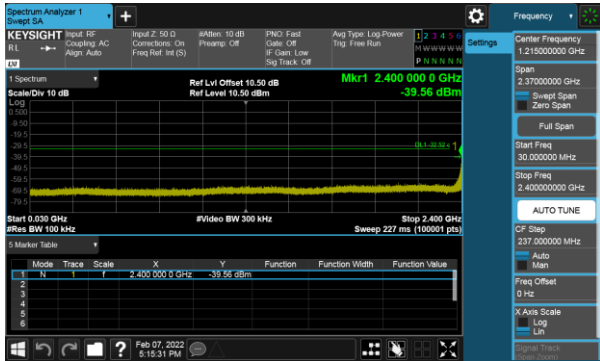 Spectrum Analyzer 1
Swept SA
Frequency
KEYSIGHT
RL
Input: RF
Coupling: AC
Align: Auto
Input Z: 50 Ω
Corrections: On
Freq Ref: Int (S)
#Atten: 10 dB
Preamp: Off
PNO: Fast
Gate: Off
IF Gain: Low
Sig Track: Off
Avg Type: Log-Power
Trig: Free Run
1 2 3 4 5 6
M W W W W W
P N N N N N
LXI
1 Spectrum
Scale/Div 10 dB
Ref Lvl Offset 10.50 dB
Ref Level 10.50 dBm
Mkr1 2.400 000 0 GHz
-39.56 dBm
Log
0.500
-9.50
-19.5
-29.5
-39.5
-49.5
-59.5
-69.5
-79.5
1
Start 0.030 GHz
#Res BW 100 kHz
#Video BW 300 kHz
Stop 2.400 GHz
Sweep 227 ms (100001 pts)
5 Marker Table
Mode Trace Scale X Y Function Function Width Function Value
1 N 1 f 2.400 000 0 GHz -39.56 dBm
2
3
4
5
6
Feb 07, 2022
5:15:31 PM
Settings
Center Frequency
1.215000000 GHz
Span
2.37000000 GHz
Swept Span
Zero Span
Full Span
Start Freq
30.000000 MHz
Stop Freq
2.400000000 GHz
AUTO TUNE
CF Step
237.000000 MHz
Auto
Man
Freq Offset
0 Hz
X Axis Scale
Log
Lin
Signal Track
(Span Zoom)